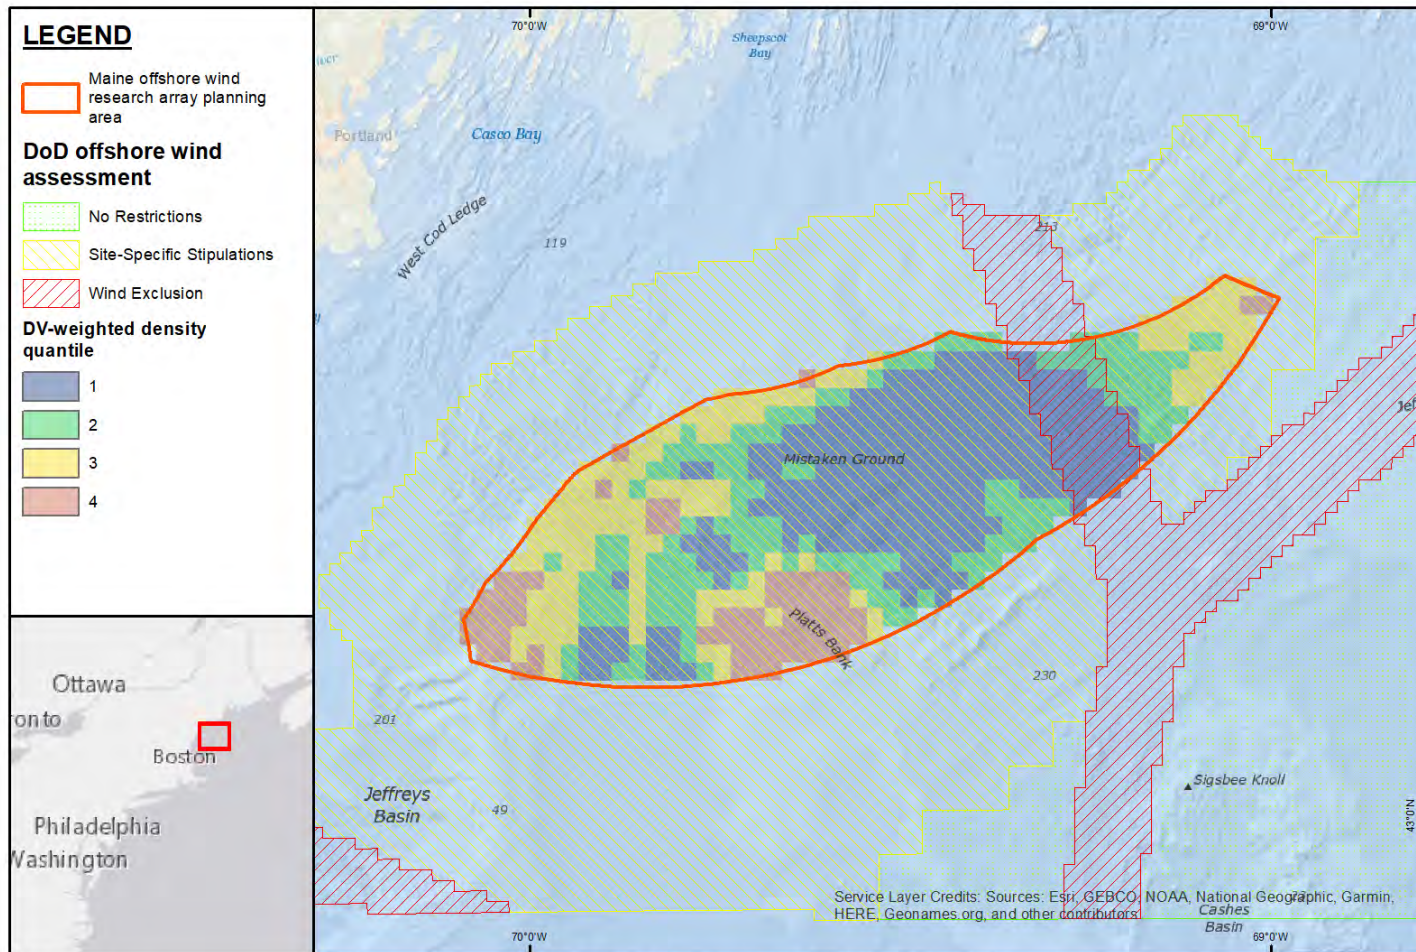 LEGEND
Maine offshore wind
research array planning
area
DoD offshore wind
assessment
No Restrictions
Site-Specific Stipulations
Wind Exclusion
DV-weighted density
quantile
1
2
3
4
Ottawa
ronto
Boston
Philadelphia
Washington
70°0'W
69°0'W
Sheepscot
Bay
Portland
Casco Bay
West Cod Ledge
119
213
Mistaken Ground
Platts Bank
230
201
Jeffreys
Basin
49
Sigsbee Knoll
43°0'N
Service Layer Credits: Sources: Esri, GEBCO, NOAA, National Geographic, Garmin,
HERE, Geonames.org, and other contributors
Cashes
Basin
70°0'W
69°0'W